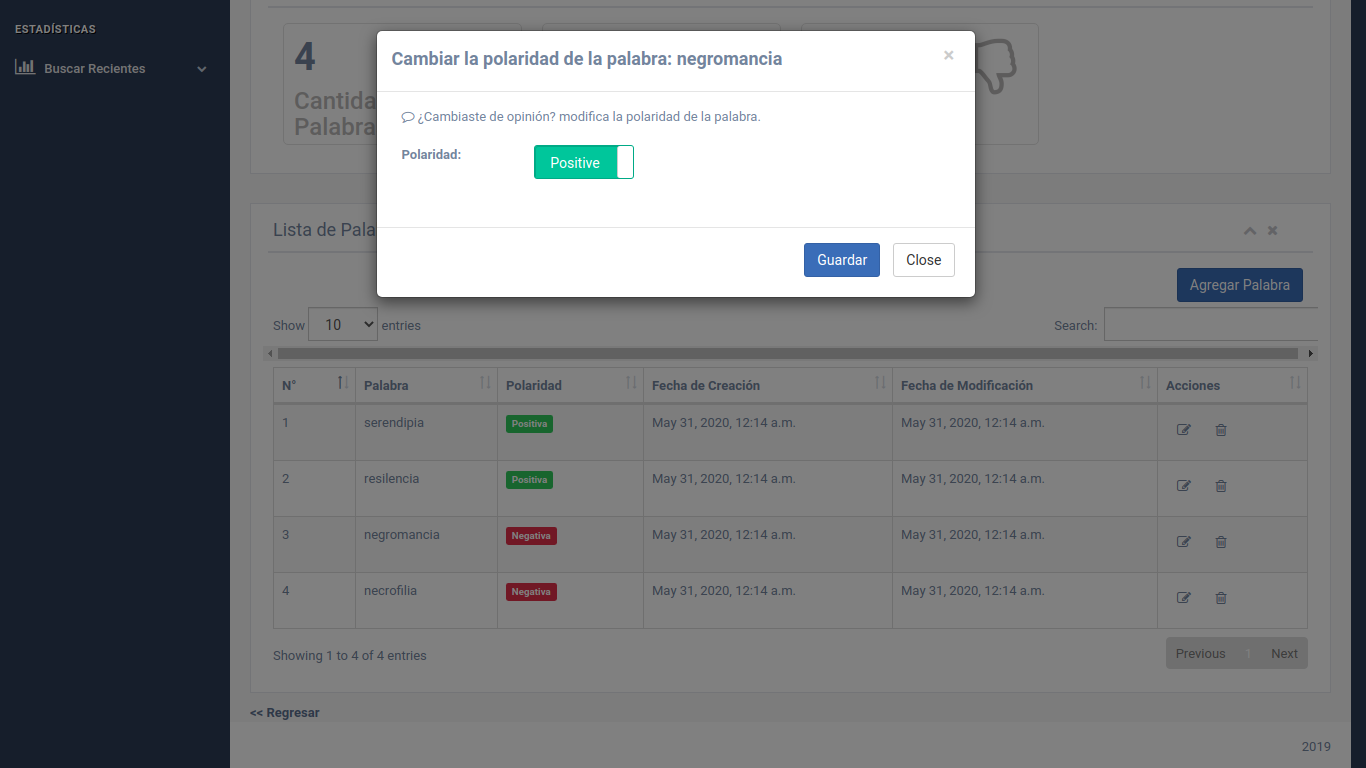 ESTADÍSTICAS
Buscar Recientes
4
Cantida
Palabra
Cambiar la polaridad de la palabra: negromancia
×
¿Cambiaste de opinión? modifica la polaridad de la palabra.
Polaridad:
Positive
Guardar Close
Lista de Pala
Agregar Palabra
Show 10 entries
Search:
N° Palabra Polaridad Fecha de Creación Fecha de Modificación Acciones
1 serendipia Positiva May 31, 2020, 12:14 a.m. May 31, 2020, 12:14 a.m.
2 resilencia Positiva May 31, 2020, 12:14 a.m. May 31, 2020, 12:14 a.m.
3 negromancia Negativa May 31, 2020, 12:14 a.m. May 31, 2020, 12:14 a.m.
4 necrofilia Negativa May 31, 2020, 12:14 a.m. May 31, 2020, 12:14 a.m.
Showing 1 to 4 of 4 entries
Previous 1 Next
<< Regresar
2019